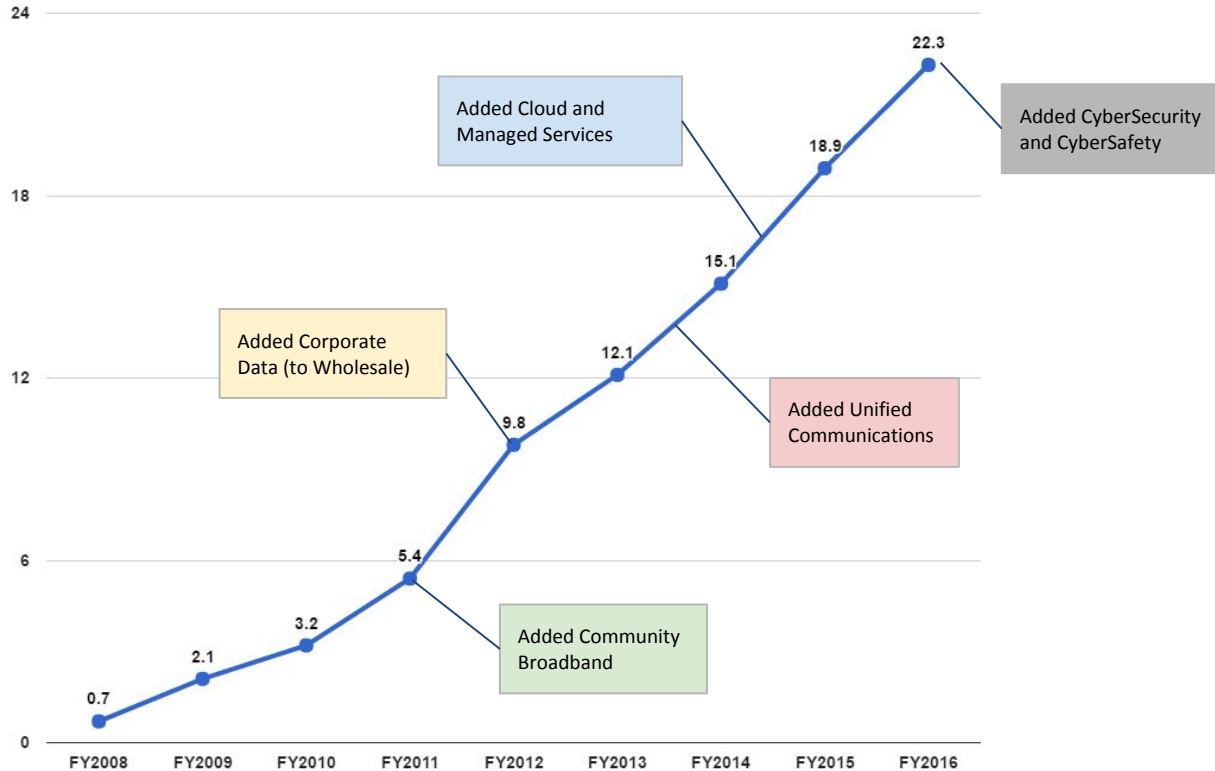 24
22.3
Added Cloud and
Managed Services
Added CyberSecurity
and CyberSafety
18.9
18
15.1
Added Corporate
Data (to Wholesale)
12.1
12
Added Unified
Communications
9.8
6
5.4
Added Community
Broadband
3.2
2.1
0.7
0
FY2008 FY2009 FY2010 FY2011 FY2012 FY2013 FY2014 FY2015 FY2016